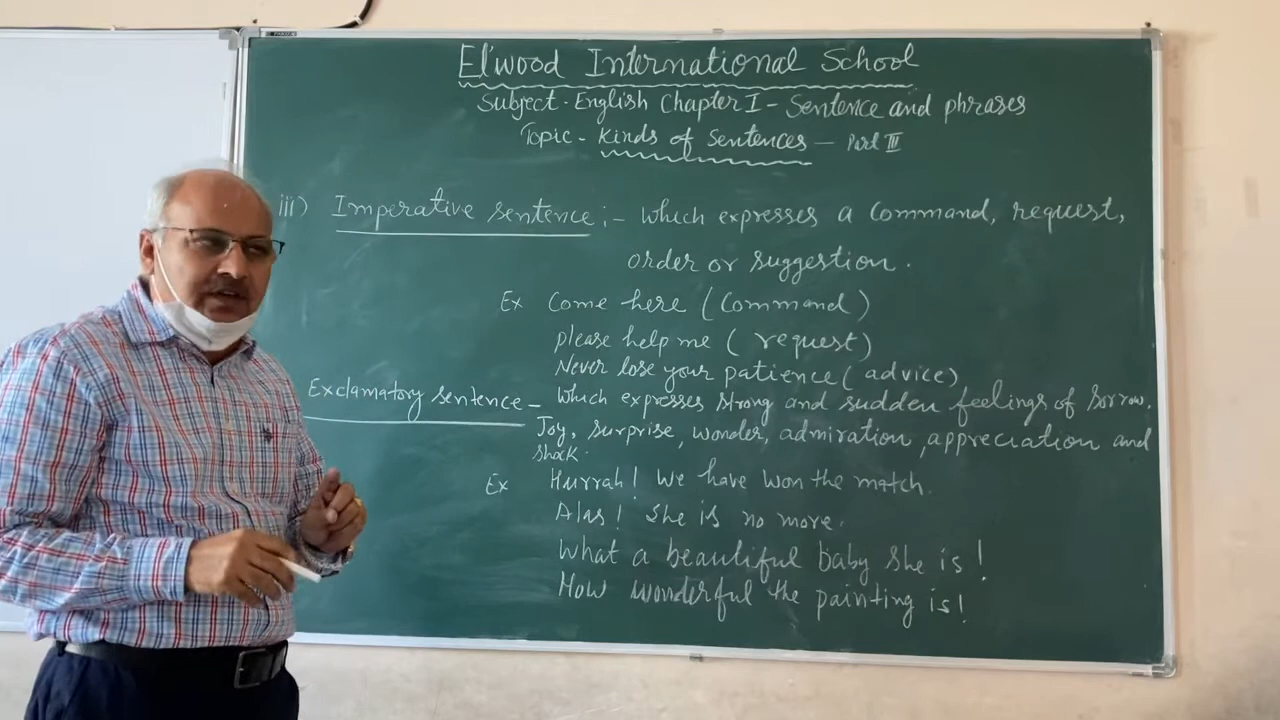 El'wood International School
Subject - English Chapter I - Sentence and phrases
Topic - Kinds of Sentences - Part III
iii) Imperative sentence ;- which expresses a command, request,
order or suggestion.
Ex Come here (Command)
please help me (request)
Never lose your patience (advice)
Exclamatory sentence - which expresses strong and sudden feelings of sorrow,
Joy, surprise, wonder, admiration, appreciation and
shock.
Ex Hurrah! We have won the match.
Alas! She is no more.
What a beautiful baby she is!
How wonderful the painting is!